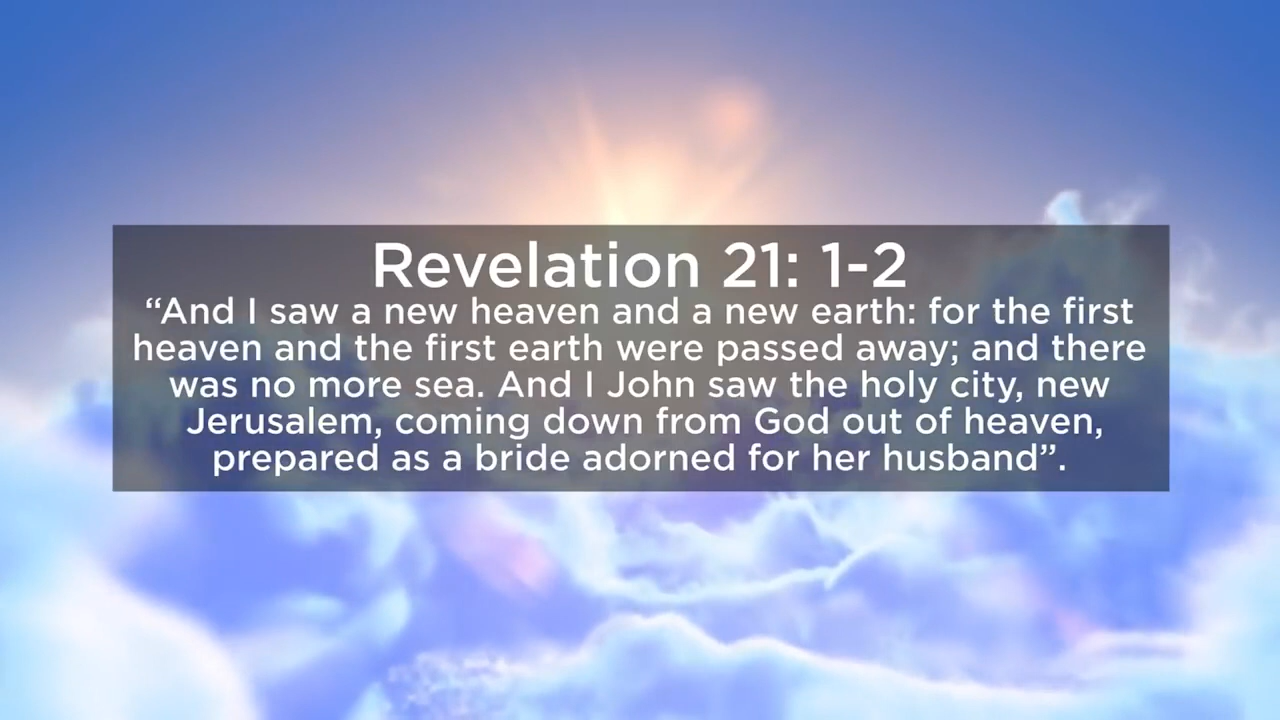 Revelation 21: 1-2
“And I saw a new heaven and a new earth: for the first
heaven and the first earth were passed away; and there
was no more sea. And I John saw the holy city, new
Jerusalem, coming down from God out of heaven,
prepared as a bride adorned for her husband”.